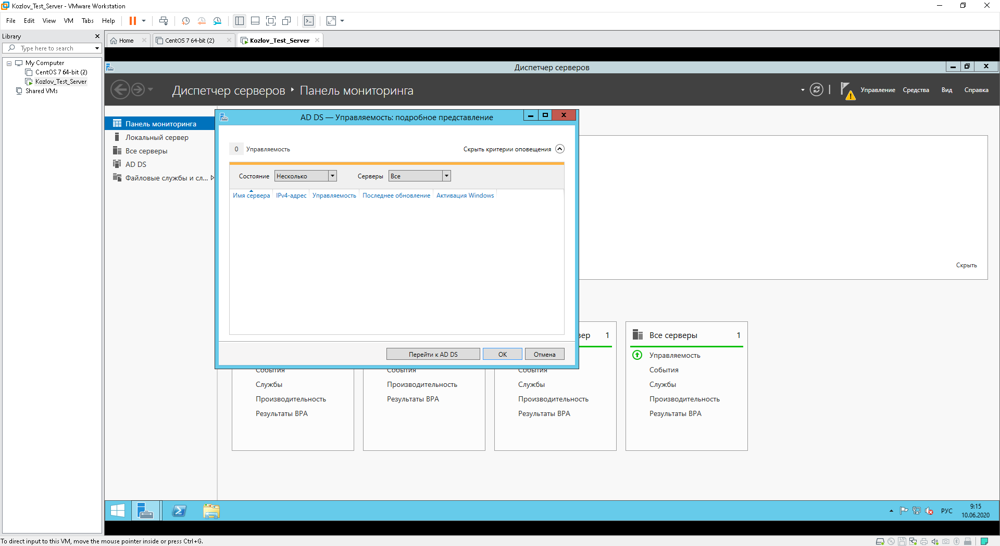 Kozlov_Test_Server - VMware Workstation
File Edit View VM Tabs Help
Library
Type here to search
My Computer
CentOS 7 64-bit (2)
Kozlov_Test_Server
Shared VMs
Home
CentOS 7 64-bit (2)
Kozlov_Test_Server
Диспетчер серверов
Диспетчер серверов
Панель мониторинга
Управление Средства Вид Справка
Панель мониторинга
Локальный сервер
Все серверы
AD DS
Файловые службы и сл...
AD DS — Управляемость: подробное представление
0 Управляемость
Скрыть критерии оповещения
Состояние Несколько Серверы Все
Имя сервера IPv4-адрес Управляемость Последнее обновление Активация Windows
Перейти к AD DS OK Отмена
Скрыть
вер 1
События
Службы
Производительность
Результаты BPA
События
Производительность
Результаты BPA
События
Службы
Производительность
Результаты BPA
Все серверы 1
Управляемость
События
Службы
Производительность
Результаты BPA
РУС
9:15
10.06.2020
To direct input to this VM, move the mouse pointer inside or press Ctrl+G.